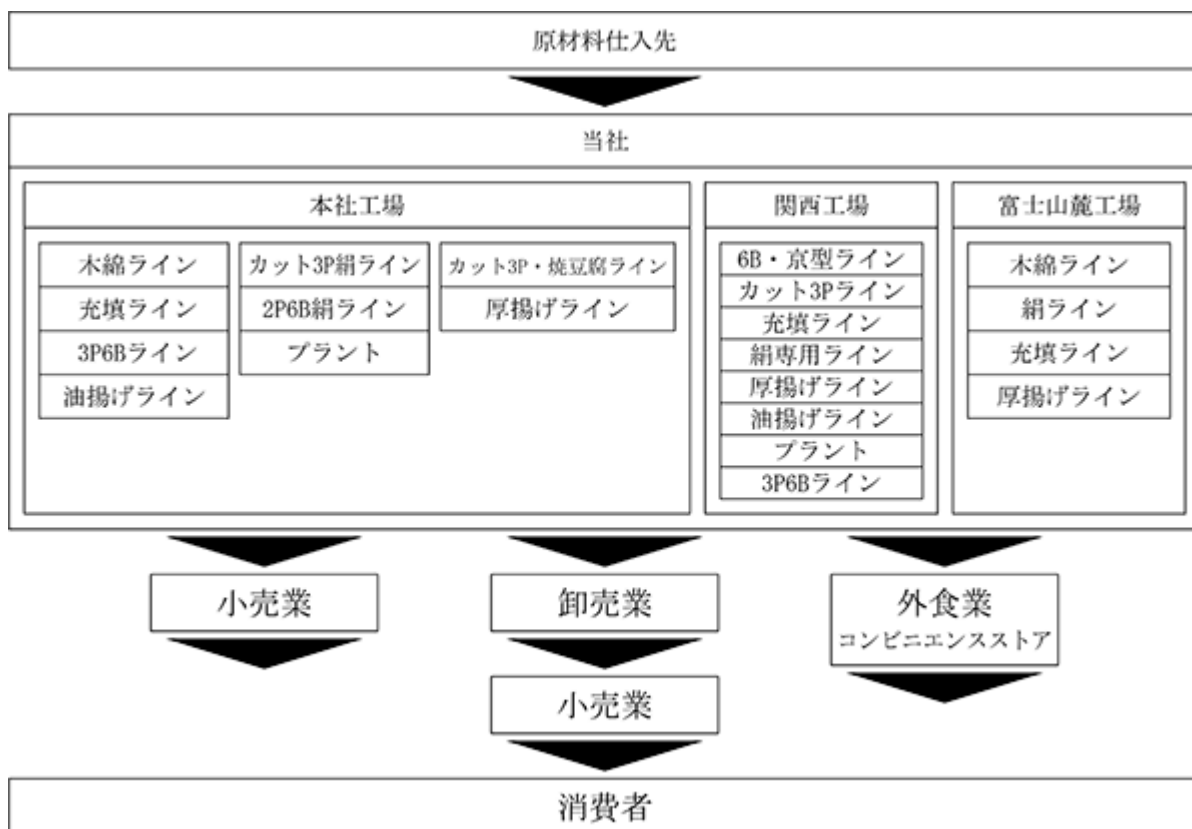 原材料仕入先
当社
本社工場
木綿ライン
充填ライン
3P6Bライン
油揚げライン
カット3P絹ライン
2P6B絹ライン
プラント
カット3P・焼豆腐ライン
厚揚げライン
関西工場
6B・京型ライン
カット3Pライン
充填ライン
絹専用ライン
厚揚げライン
油揚げライン
プラント
3P6Bライン
富士山麓工場
木綿ライン
絹ライン
充填ライン
厚揚げライン
小売業
卸売業
小売業
外食業
コンビニエンスストア
消費者